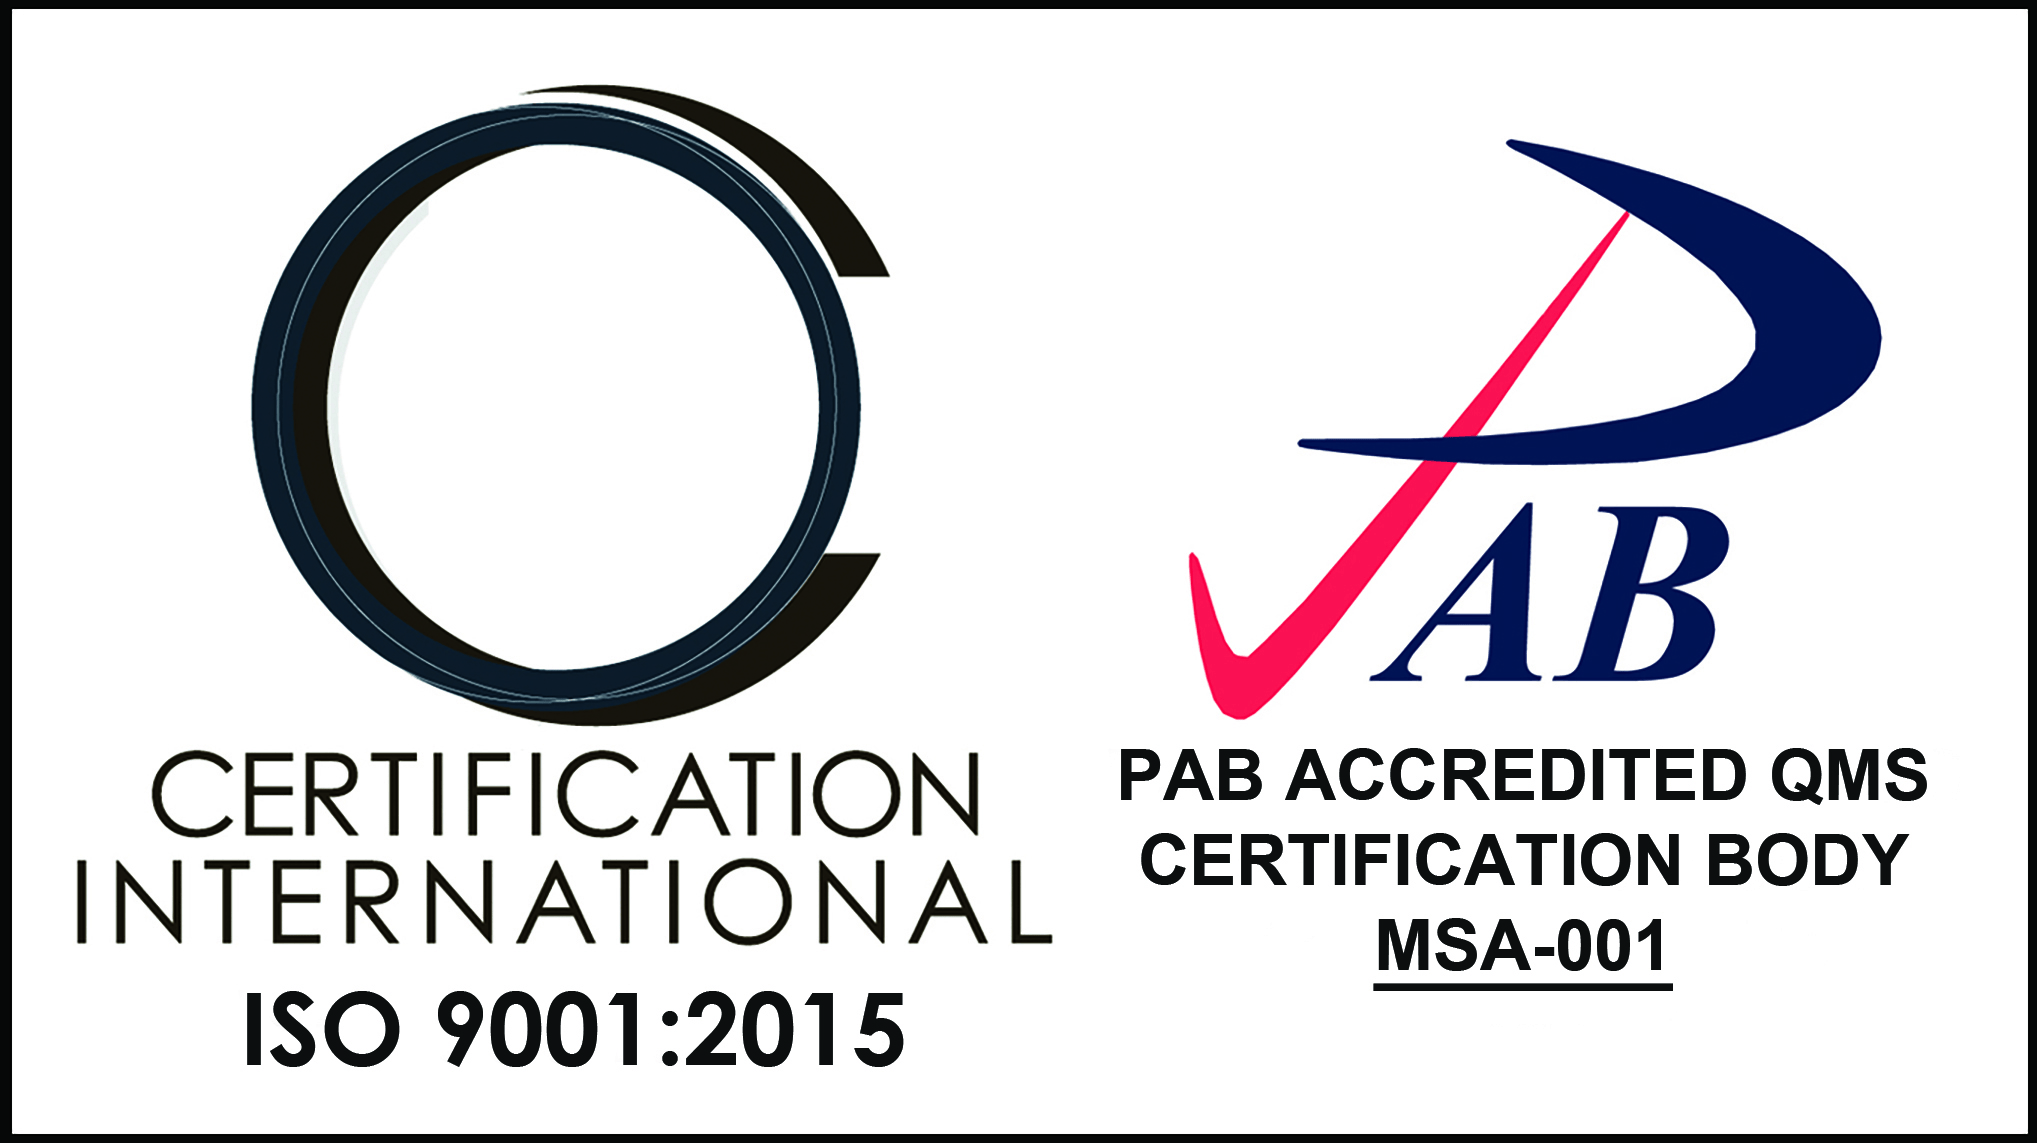 CERTIFICATION
INTERNATIONAL
ISO 9001:2015
PAB
PAB ACCREDITED QMS
CERTIFICATION BODY
MSA-001